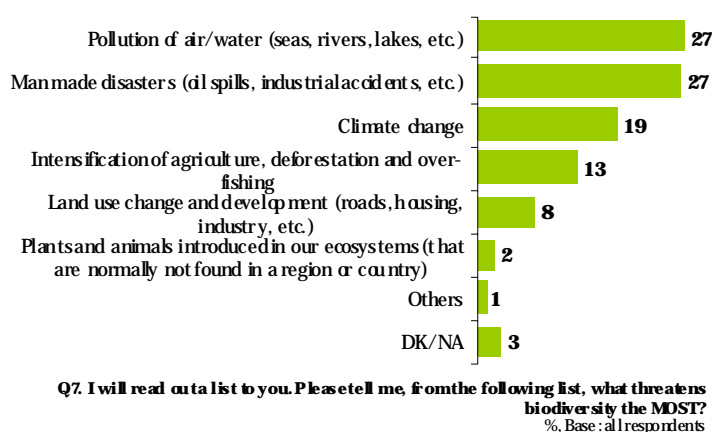 Pollution of air/water (seas, rivers, lakes, etc.) 27
Manmade disasters (oil spills, industrial accidents, etc.) 27
Climate change 19
Intensification of agriculture, deforestation and over-
fishing 13
Land use change and development (roads, housing,
industry, etc.) 8
Plants and animals introduced in our ecosystems (that
are normally not found in a region or country) 2
Others 1
DK/NA 3
Q7. I will read out a list to you. Please tell me, from the following list, what threatens
biodiversity the MOST?
%, Base: all respondents